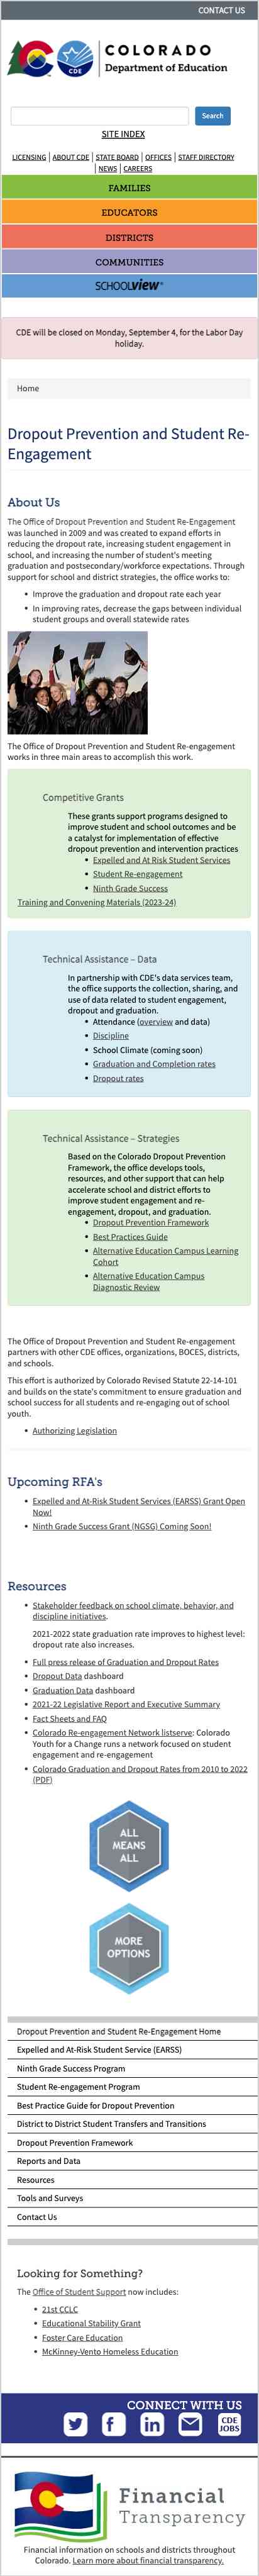 CONTACT US
COLORADO
Department of Education
CDE
Search
SITE INDEX
LICENSING | ABOUT CDE | STATE BOARD | OFFICES | STAFF DIRECTORY
| NEWS | CAREERS
FAMILIES
EDUCATORS
DISTRICTS
COMMUNITIES
SCHOOLVIEW®
CDE will be closed on Monday, September 4, for the Labor Day
holiday.
Home
Dropout Prevention and Student Re-
Engagement
About Us
The Office of Dropout Prevention and Student Re-Engagement
was launched in 2009 and was created to expand efforts in
reducing the dropout rate, increasing student engagement in
school, and increasing the number of student's meeting
graduation and postsecondary/workforce expectations. Through
support for school and district strategies, the office works to:
• Improve the graduation and dropout rate each year
• In improving rates, decrease the gaps between individual
student groups and overall statewide rates
The Office of Dropout Prevention and Student Re-engagement
works in three main areas to accomplish this work.
Competitive Grants
These grants support programs designed to
improve student and school outcomes and be
a catalyst for implementation of effective
dropout prevention and intervention practices
• Expelled and At Risk Student Services
• Student Re-engagement
• Ninth Grade Success
Training and Convening Materials (2023-24)
Technical Assistance – Data
In partnership with CDE's data services team,
the office supports the collection, sharing, and
use of data related to student engagement,
dropout and graduation.
• Attendance (overview and data)
• Discipline
• School Climate (coming soon)
• Graduation and Completion rates
• Dropout rates
Technical Assistance – Strategies
Based on the Colorado Dropout Prevention
Framework, the office develops tools,
resources, and other support that can help
accelerate school and district efforts to
improve student engagement and re-
engagement, dropout, and graduation.
• Dropout Prevention Framework
• Best Practices Guide
• Alternative Education Campus Learning
Cohort
• Alternative Education Campus
Diagnostic Review
The Office of Dropout Prevention and Student Re-engagement
partners with other CDE offices, organizations, BOCES, districts,
and schools.
This effort is authorized by Colorado Revised Statute 22-14-101
and builds on the state's commitment to ensure graduation and
school success for all students and re-engaging out of school
youth.
• Authorizing Legislation
Upcoming RFA's
• Expelled and At-Risk Student Services (EARSS) Grant Open
Now!
• Ninth Grade Success Grant (NGSG) Coming Soon!
Resources
• Stakeholder feedback on school climate, behavior, and
discipline initiatives.
2021-2022 state graduation rate improves to highest level:
dropout rate also increases.
• Full press release of Graduation and Dropout Rates
• Dropout Data dashboard
• Graduation Data dashboard
• 2021-22 Legislative Report and Executive Summary
• Fact Sheets and FAQ
• Colorado Re-engagement Network listserve: Colorado
Youth for a Change runs a network focused on student
engagement and re-engagement
• Colorado Graduation and Dropout Rates from 2010 to 2022
(PDF)
ALL
MEANS
ALL
MORE
OPTIONS
Dropout Prevention and Student Re-Engagement Home
Expelled and At-Risk Student Service (EARSS)
Ninth Grade Success Program
Student Re-engagement Program
Best Practice Guide for Dropout Prevention
District to District Student Transfers and Transitions
Dropout Prevention Framework
Reports and Data
Resources
Tools and Surveys
Contact Us
Looking for Something?
The Office of Student Support now includes:
• 21st CCLC
• Educational Stability Grant
• Foster Care Education
• McKinney-Vento Homeless Education
CONNECT WITH US
CDE
JOBS
Financial
Transparency
Financial information on schools and districts throughout
Colorado. Learn more about financial transparency.